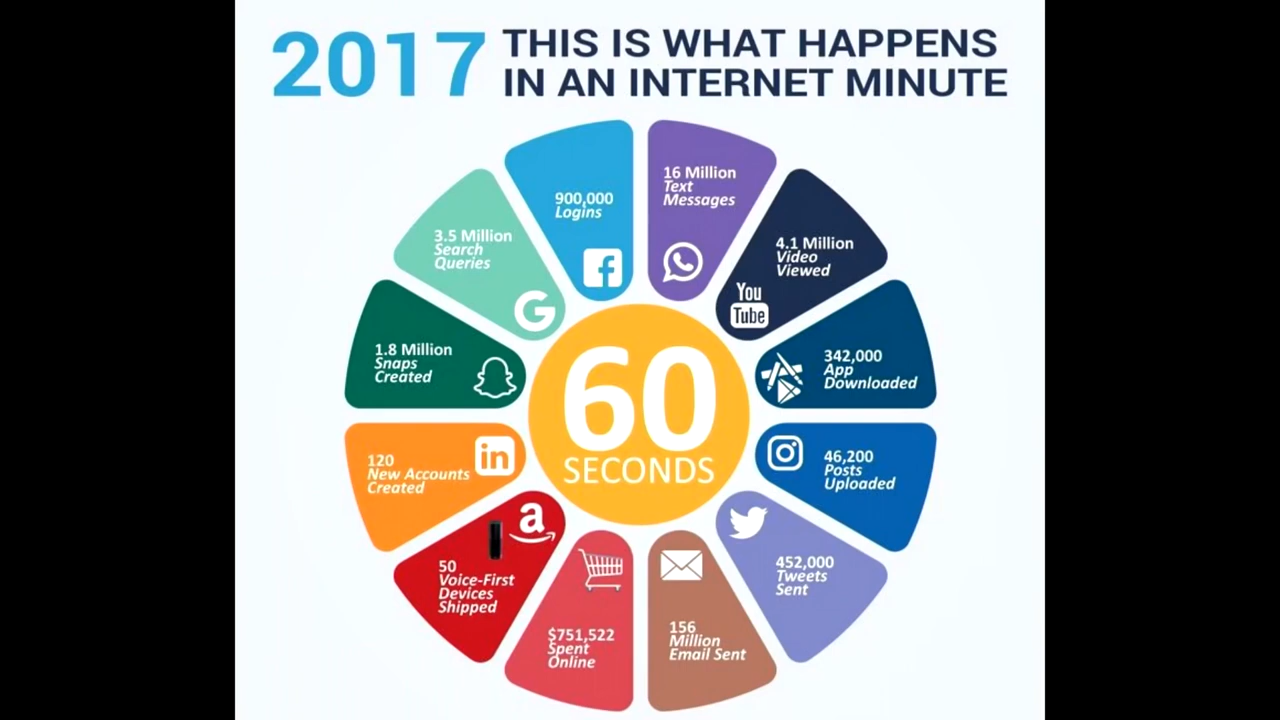 2017
THIS IS WHAT HAPPENS
IN AN INTERNET MINUTE
900,000
Logins
16 Million
Text
Messages
4.1 Million
Video
Viewed
You
Tube
342,000
App
Downloaded
46,200
Posts
Uploaded
452,000
Tweets
Sent
156
Million
Email Sent
$751,522
Spent
Online
50
Voice-First
Devices
Shipped
a
120
New Accounts
Created
in
1.8 Million
Snaps
Created
3.5 Million
Search
Queries
G
f
60
SECONDS